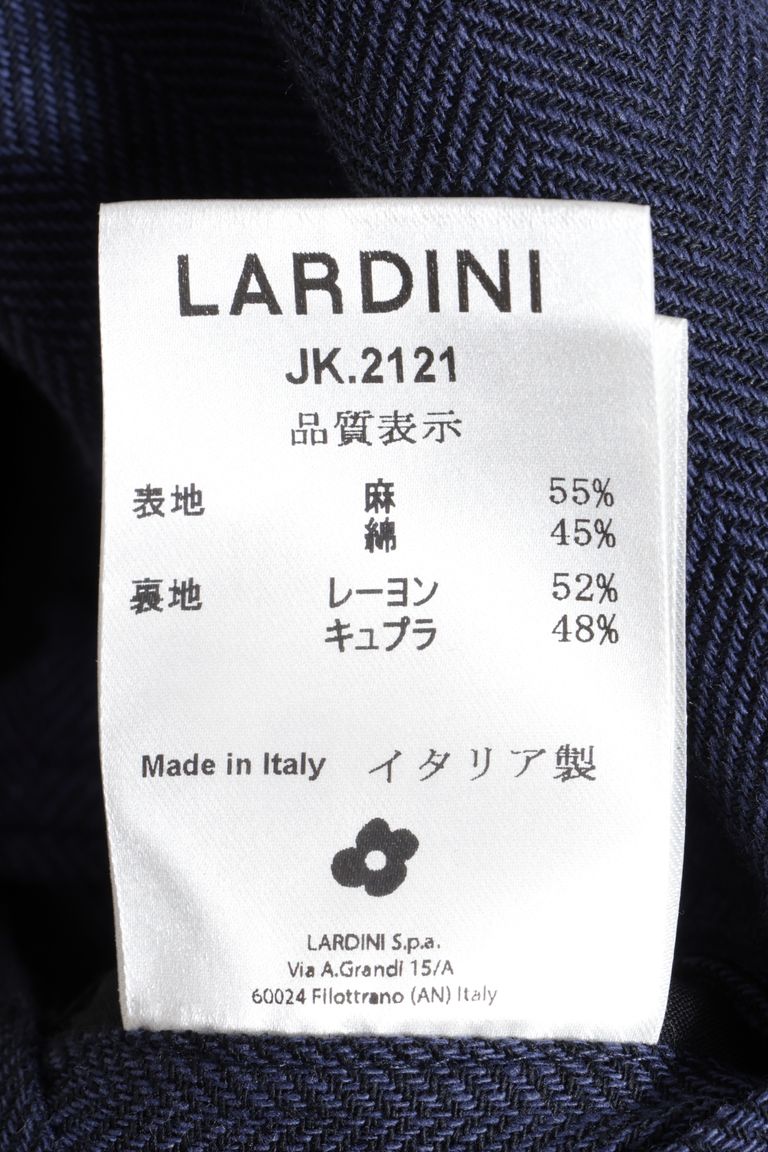 LARDINI
JK.2121
品質表示
表地 麻 55%
綿 45%
裏地 レーヨン 52%
キュプラ 48%
Made in Italy イタリア製
LARDINI S.p.a.
Via A.Grandi 15/A
60024 Filottrano (AN) Italy